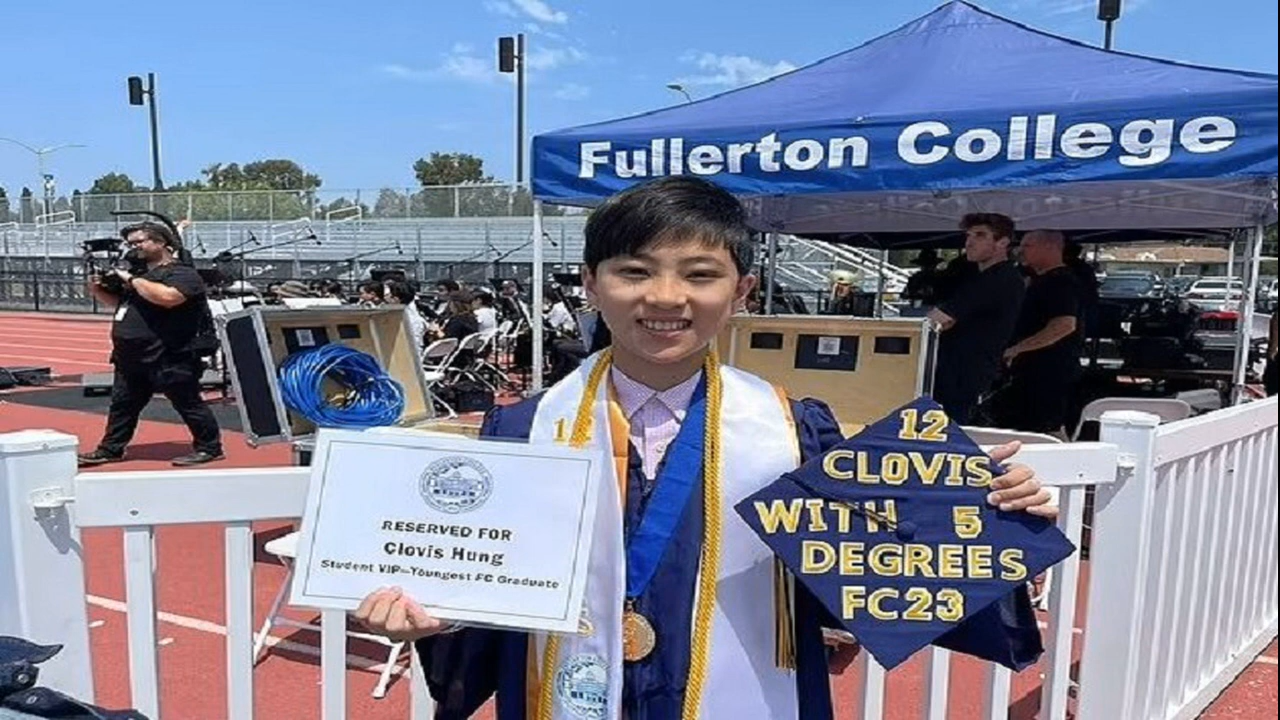 Fullerton College
12
CLOVIS
WITH 5
DEGREES
FC23
RESERVED FOR
Clovis Hung
Student VIP–Youngest FC Graduate